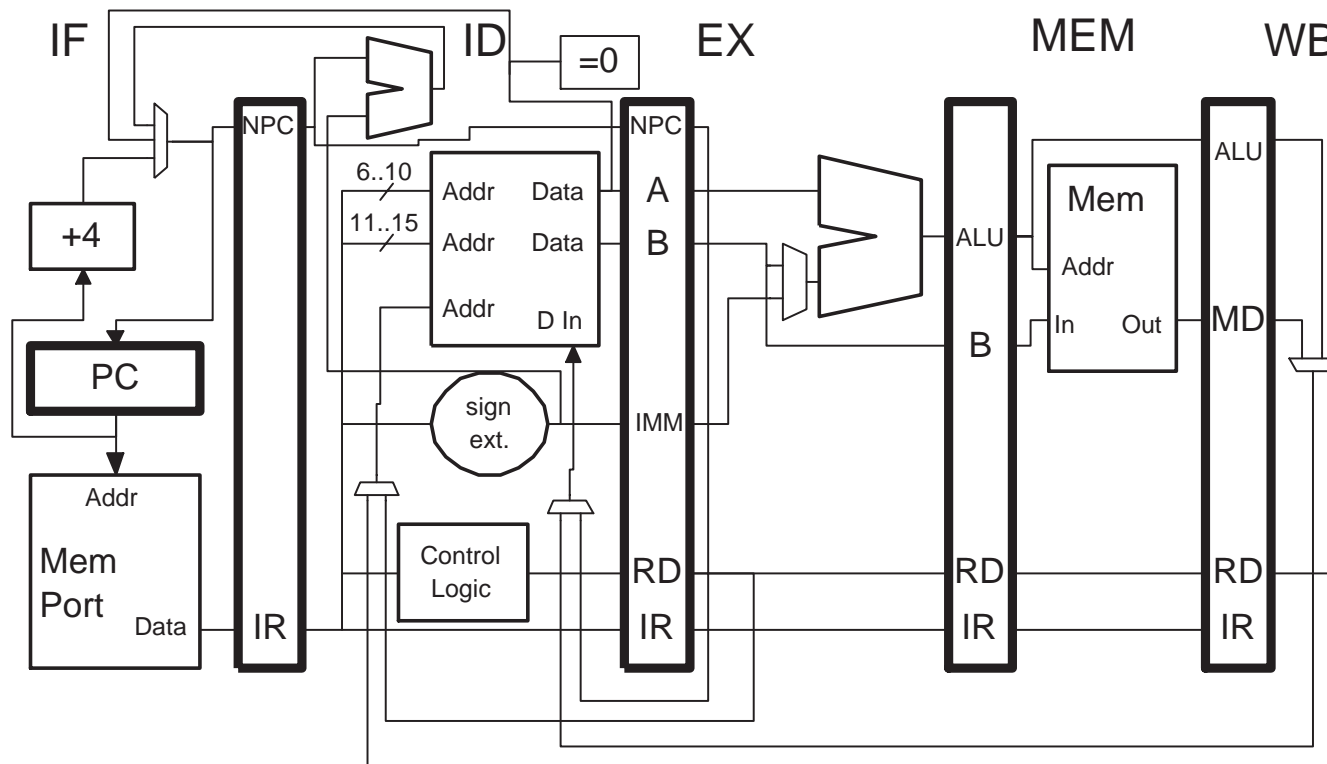 IF
ID
EX
MEM
WB
=0
NPC
NPC
6..10
Addr
Data
A
ALU
Mem
11..15
Addr
Data
B
ALU
Addr
+4
Addr
D In
In
Out
MD
B
PC
sign
ext.
IMM
Addr
Mem
Port
Data
Control
Logic
RD
RD
RD
IR
IR
IR
IR